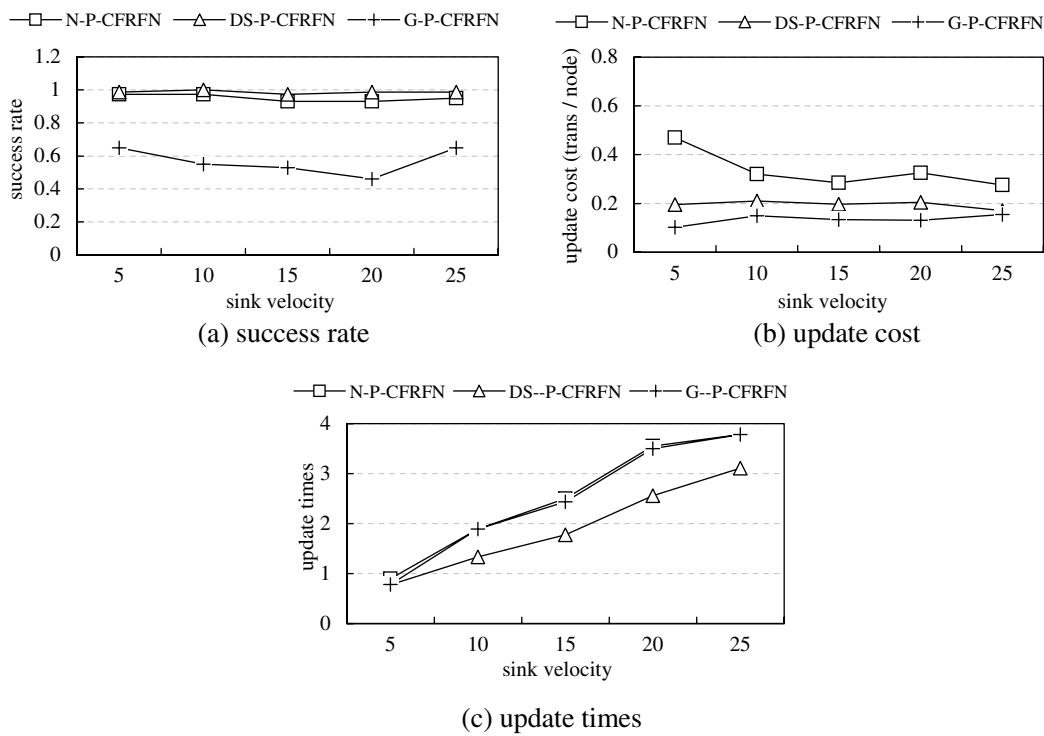 N-P-CFRFN DS-P-CFRFN G-P-CFRFN
1.2
1
0.8
0.6
0.4
0.2
0
success rate
5 10 15 20 25
sink velocity
(a) success rate
N-P-CFRFN DS-P-CFRFN G-P-CFRFN
0.8
0.6
0.4
0.2
0
update cost (trans / node)
5 10 15 20 25
sink velocity
(b) update cost
N-P-CFRFN DS--P-CFRFN G--P-CFRFN
4
3
2
1
0
update times
5 10 15 20 25
sink velocity
(c) update times